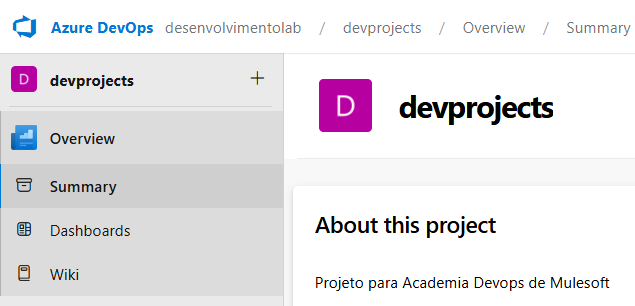 Azure DevOps desenvolvimentolab / devprojects / Overview / Summary
D devprojects +
Overview
Summary
Dashboards
Wiki
D devprojects
About this project
Projeto para Academia Devops de Mulesoft